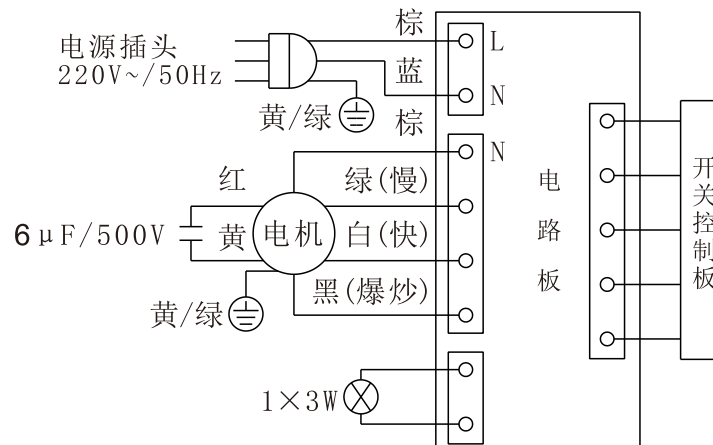 棕
L
电源插头
220V~/50Hz
蓝
N
黄/绿
棕
N
红
绿(慢)
6μF/500V
黄
电机
白(快)
黑(爆炒)
黄/绿
1×3W
电路板
开关控制板